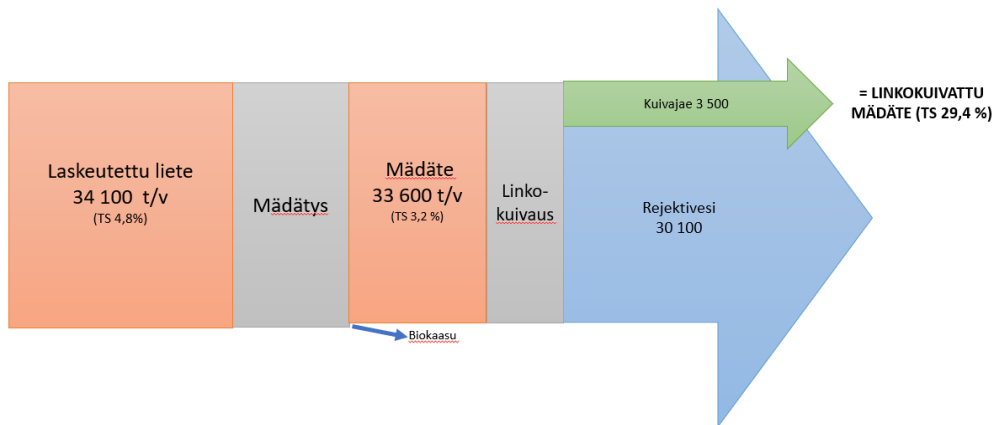 Laskeutettu liete
34 100 t/v
(TS 4,8%)
Mädätys
Mädäte
33 600 t/v
(TS 3,2 %)
Biokaasu
Linko-
kuivaus
Kuivajae 3 500
Rejektivesi
30 100
= LINKOKUIVATTU
MÄDÄTE (TS 29,4 %)